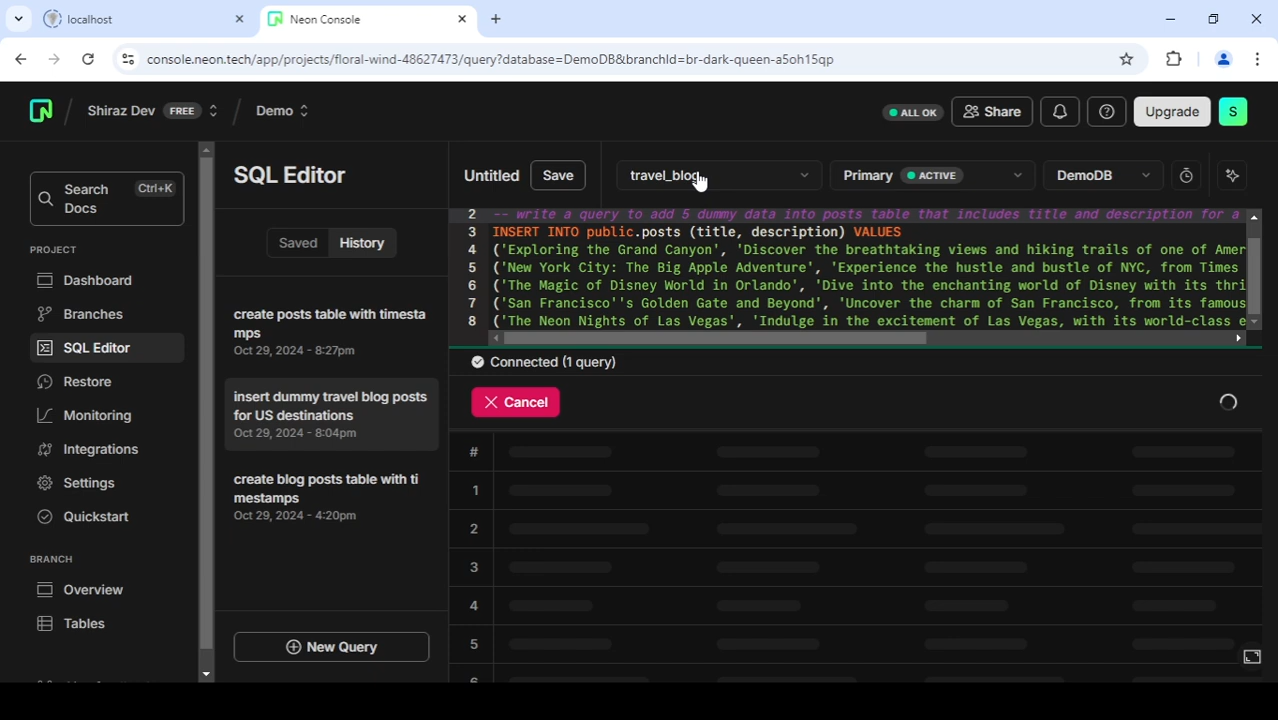 localhost
Neon Console
console.neon.tech/app/projects/floral-wind-48627473/query?database=DemoDB&branchId=br-dark-queen-a5oh15qp
Shiraz Dev FREE
Demo
ALL OK
Share
Upgrade
S
Search Docs Ctrl+K
PROJECT
Dashboard
Branches
SQL Editor
Restore
Monitoring
Integrations
Settings
Quickstart
BRANCH
Overview
Tables
SQL Editor
Saved History
create posts table with timesta
mps
Oct 29, 2024 - 8:27pm
insert dummy travel blog posts
for US destinations
Oct 29, 2024 - 8:04pm
create blog posts table with ti
mestamps
Oct 29, 2024 - 4:20pm
New Query
Untitled Save travel_blog Primary ACTIVE DemoDB
2 -- write a query to add 5 dummy data into posts table that includes title and description for a
3 INSERT INTO public.posts (title, description) VALUES
4 ('Exploring the Grand Canyon', 'Discover the breathtaking views and hiking trails of one of Amer
5 ('New York City: The Big Apple Adventure', 'Experience the hustle and bustle of NYC, from Times
6 ('The Magic of Disney World in Orlando', 'Dive into the enchanting world of Disney with its thri
7 ('San Francisco''s Golden Gate and Beyond', 'Uncover the charm of San Francisco, from its famous
8 ('The Neon Nights of Las Vegas', 'Indulge in the excitement of Las Vegas, with its world-class e
Connected (1 query)
Cancel
#
1
2
3
4
5